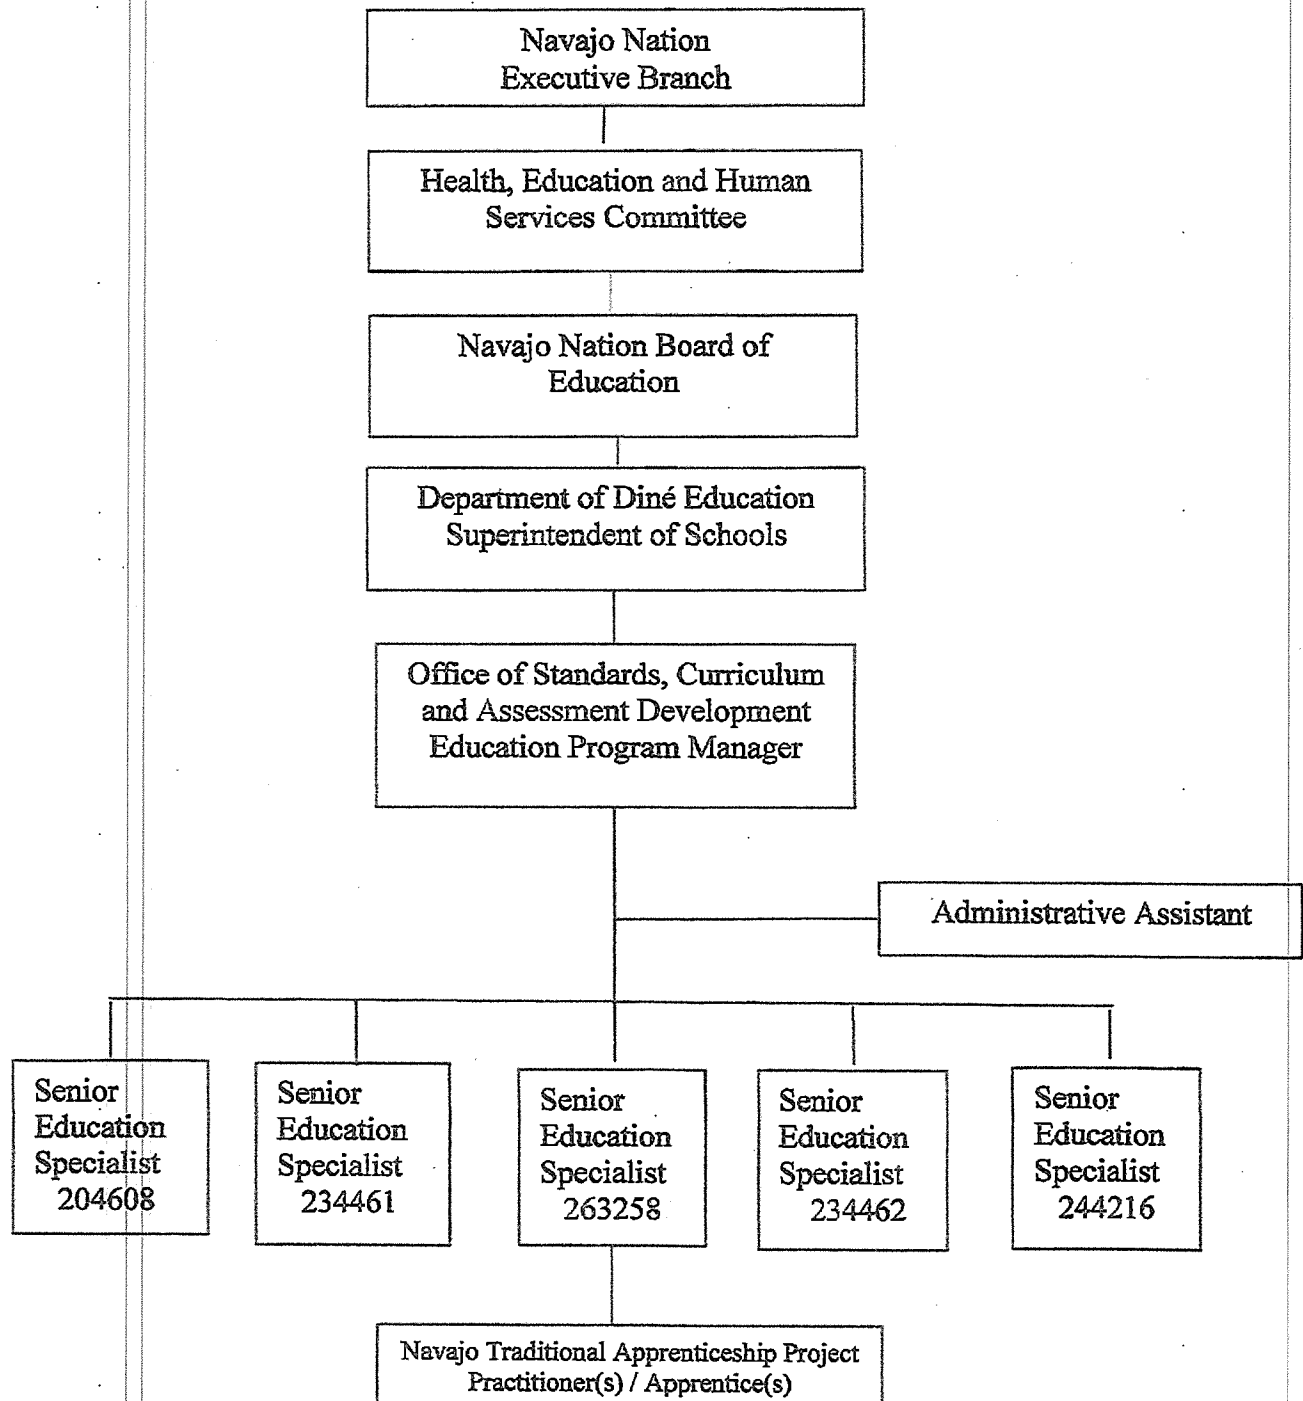 Navajo Nation
Executive Branch
Health, Education and Human
Services Committee
Navajo Nation Board of
Education
Department of Diné Education
Superintendent of Schools
Office of Standards, Curriculum
and Assessment Development
Education Program Manager
Administrative Assistant
Senior
Education
Specialist
204608
Senior
Education
Specialist
234461
Senior
Education
Specialist
263258
Senior
Education
Specialist
234462
Senior
Education
Specialist
244216
Navajo Traditional Apprenticeship Project
Practitioner(s) / Apprentice(s)